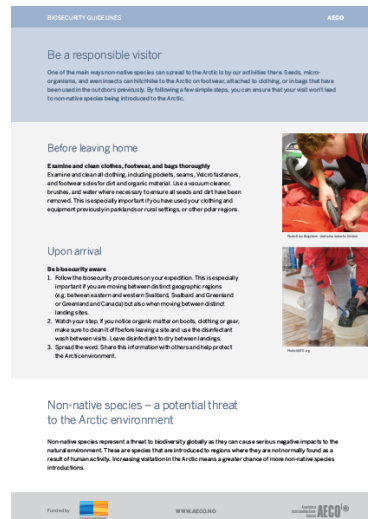 BIOSECURITY GUIDELINES AECO
Be a responsible visitor
One of the main ways non-native species can spread to the Arctic is by our activities there. Seeds, micro-
organisms, and even insects can hitchhike to the Arctic on footwear, attached to clothing, or in bags that have
been used in the outdoors previously. By following a few simple steps, you can ensure that your visit won't lead
to non-native species being introduced to the Arctic.
Before leaving home
Examine and clean clothes, footwear, and bags thoroughly
Examine and clean all clothing, including pockets, seams, Velcro fasteners,
and footwear soles for dirt and organic material. Use a vacuum cleaner,
brushes, and water where necessary to ensure all seeds and dirt have been
removed. This is especially important if you have used your clothing and
equipment previously in parklands or rural settings, or other polar regions.
Upon arrival
Be biosecurity aware
1. Follow the biosecurity procedures on your expedition. This is especially
important if you are moving between distinct geographic regions
(e.g. between eastern and western Svalbard, Svalbard and Greenland
or Greenland and Canada) but also when moving between distinct
landing sites.
2. Watch your step. If you notice organic matter on boots, clothing or gear,
make sure to clean it off before leaving a site and use the disinfectant
wash between visits. Leave disinfectant to dry between landings.
3. Spread the word. Share this information with others and help protect
the Arctic environment.
Non-native species – a potential threat
to the Arctic environment
Non-native species represent a threat to biodiversity globally as they can cause serious negative impacts to the
natural environment. These are species that are introduced to regions where they are not normally found as a
result of human activity. Increasing visitation in the Arctic means a greater chance of more non-native species
introductions.
Funded by WWW.AECO.NO AECO